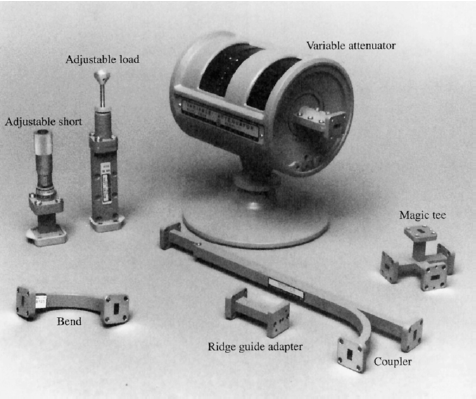 Variable attenuator
Adjustable load
Adjustable short
Magic tee
Bend
Ridge guide adapter
Coupler